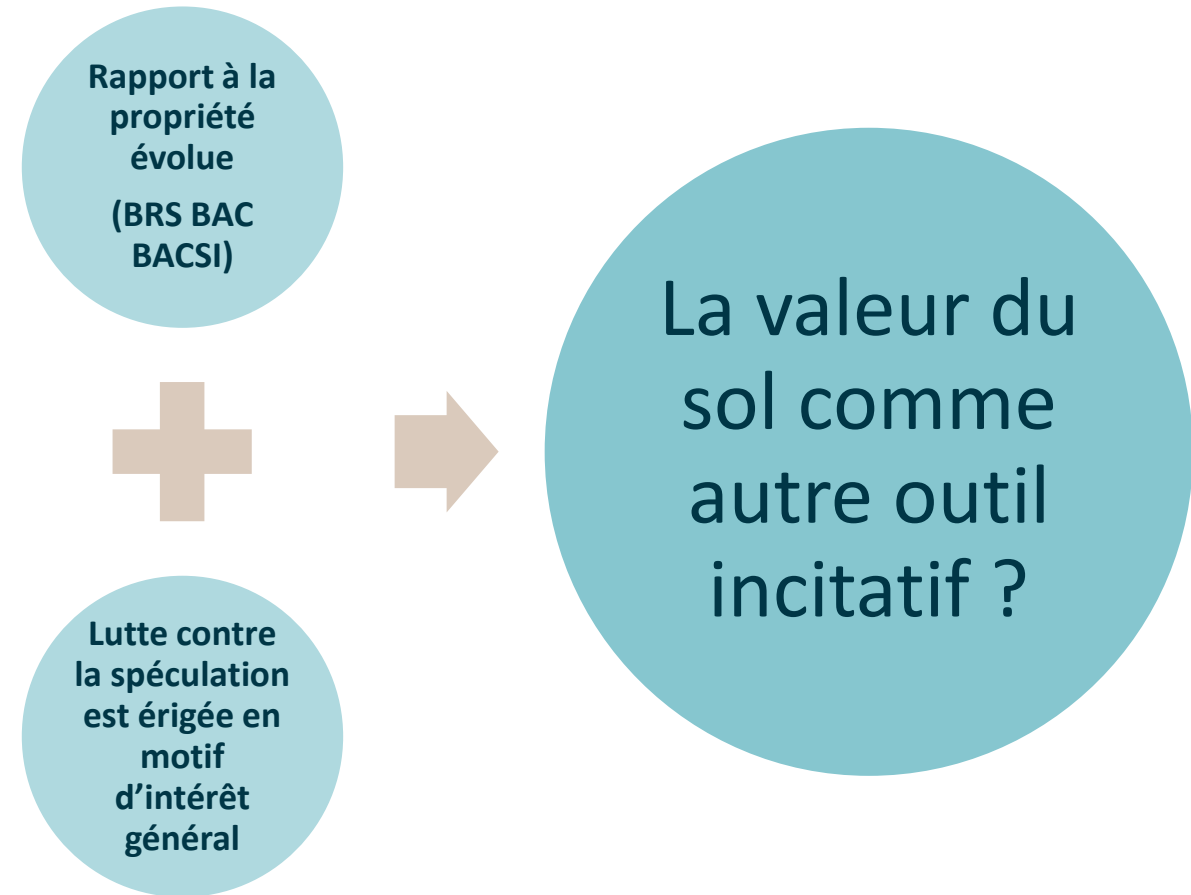 Rapport à la
propriété
évolue
(BRS BAC
BACSI)
Lutte contre
la spéculation
est érigée en
motif
d’intérêt
général
La valeur du
sol comme
autre outil
incitatif ?